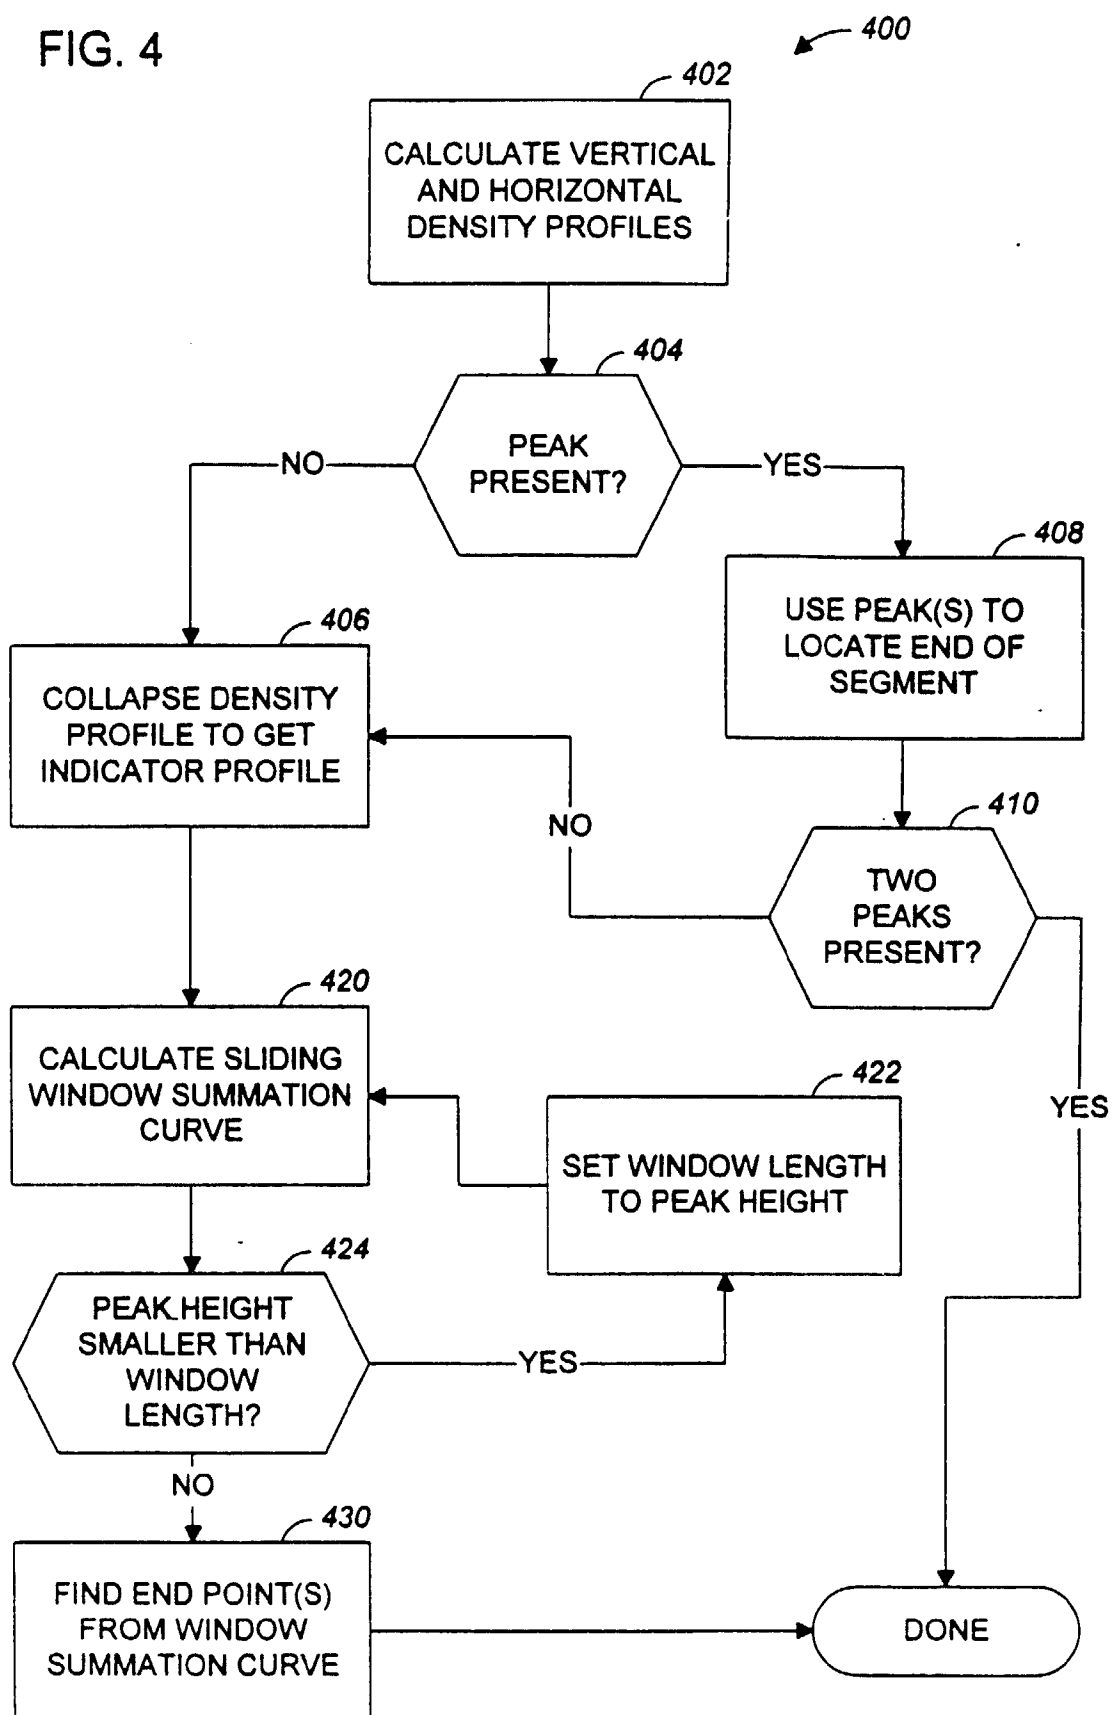 FIG. 4
400
402
CALCULATE VERTICAL
AND HORIZONTAL
DENSITY PROFILES
404
PEAK
PRESENT?
NO
YES
408
USE PEAK(S) TO
LOCATE END OF
SEGMENT
406
COLLAPSE DENSITY
PROFILE TO GET
INDICATOR PROFILE
410
TWO
PEAKS
PRESENT?
NO
YES
420
CALCULATE SLIDING
WINDOW SUMMATION
CURVE
422
SET WINDOW LENGTH
TO PEAK HEIGHT
424
PEAK HEIGHT
SMALLER THAN
WINDOW
LENGTH?
YES
NO
430
FIND END POINT(S)
FROM WINDOW
SUMMATION CURVE
DONE